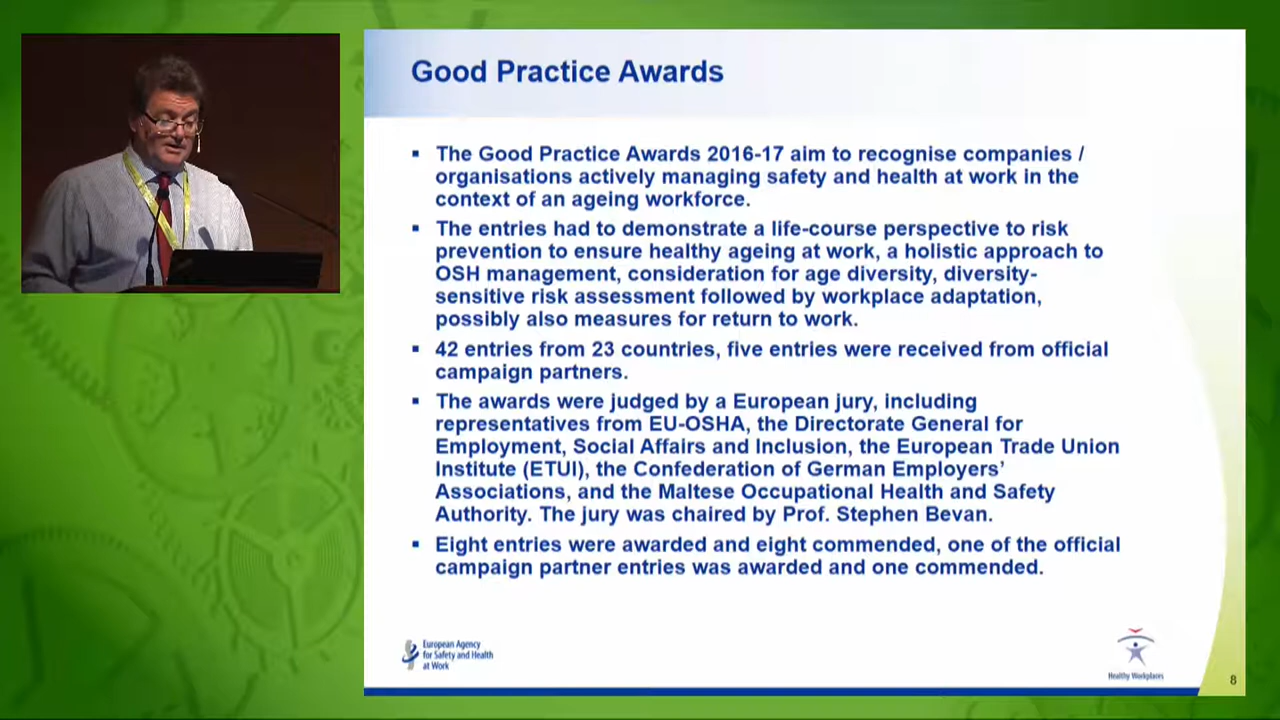 Good Practice Awards
▪ The Good Practice Awards 2016-17 aim to recognise companies /
organisations actively managing safety and health at work in the
context of an ageing workforce.
▪ The entries had to demonstrate a life-course perspective to risk
prevention to ensure healthy ageing at work, a holistic approach to
OSH management, consideration for age diversity, diversity-
sensitive risk assessment followed by workplace adaptation,
possibly also measures for return to work.
▪ 42 entries from 23 countries, five entries were received from official
campaign partners.
▪ The awards were judged by a European jury, including
representatives from EU-OSHA, the Directorate General for
Employment, Social Affairs and Inclusion, the European Trade Union
Institute (ETUI), the Confederation of German Employers’
Associations, and the Maltese Occupational Health and Safety
Authority. The jury was chaired by Prof. Stephen Bevan.
▪ Eight entries were awarded and eight commended, one of the official
campaign partner entries was awarded and one commended.
European Agency
for Safety and Health
at Work
Healthy Workplaces
8